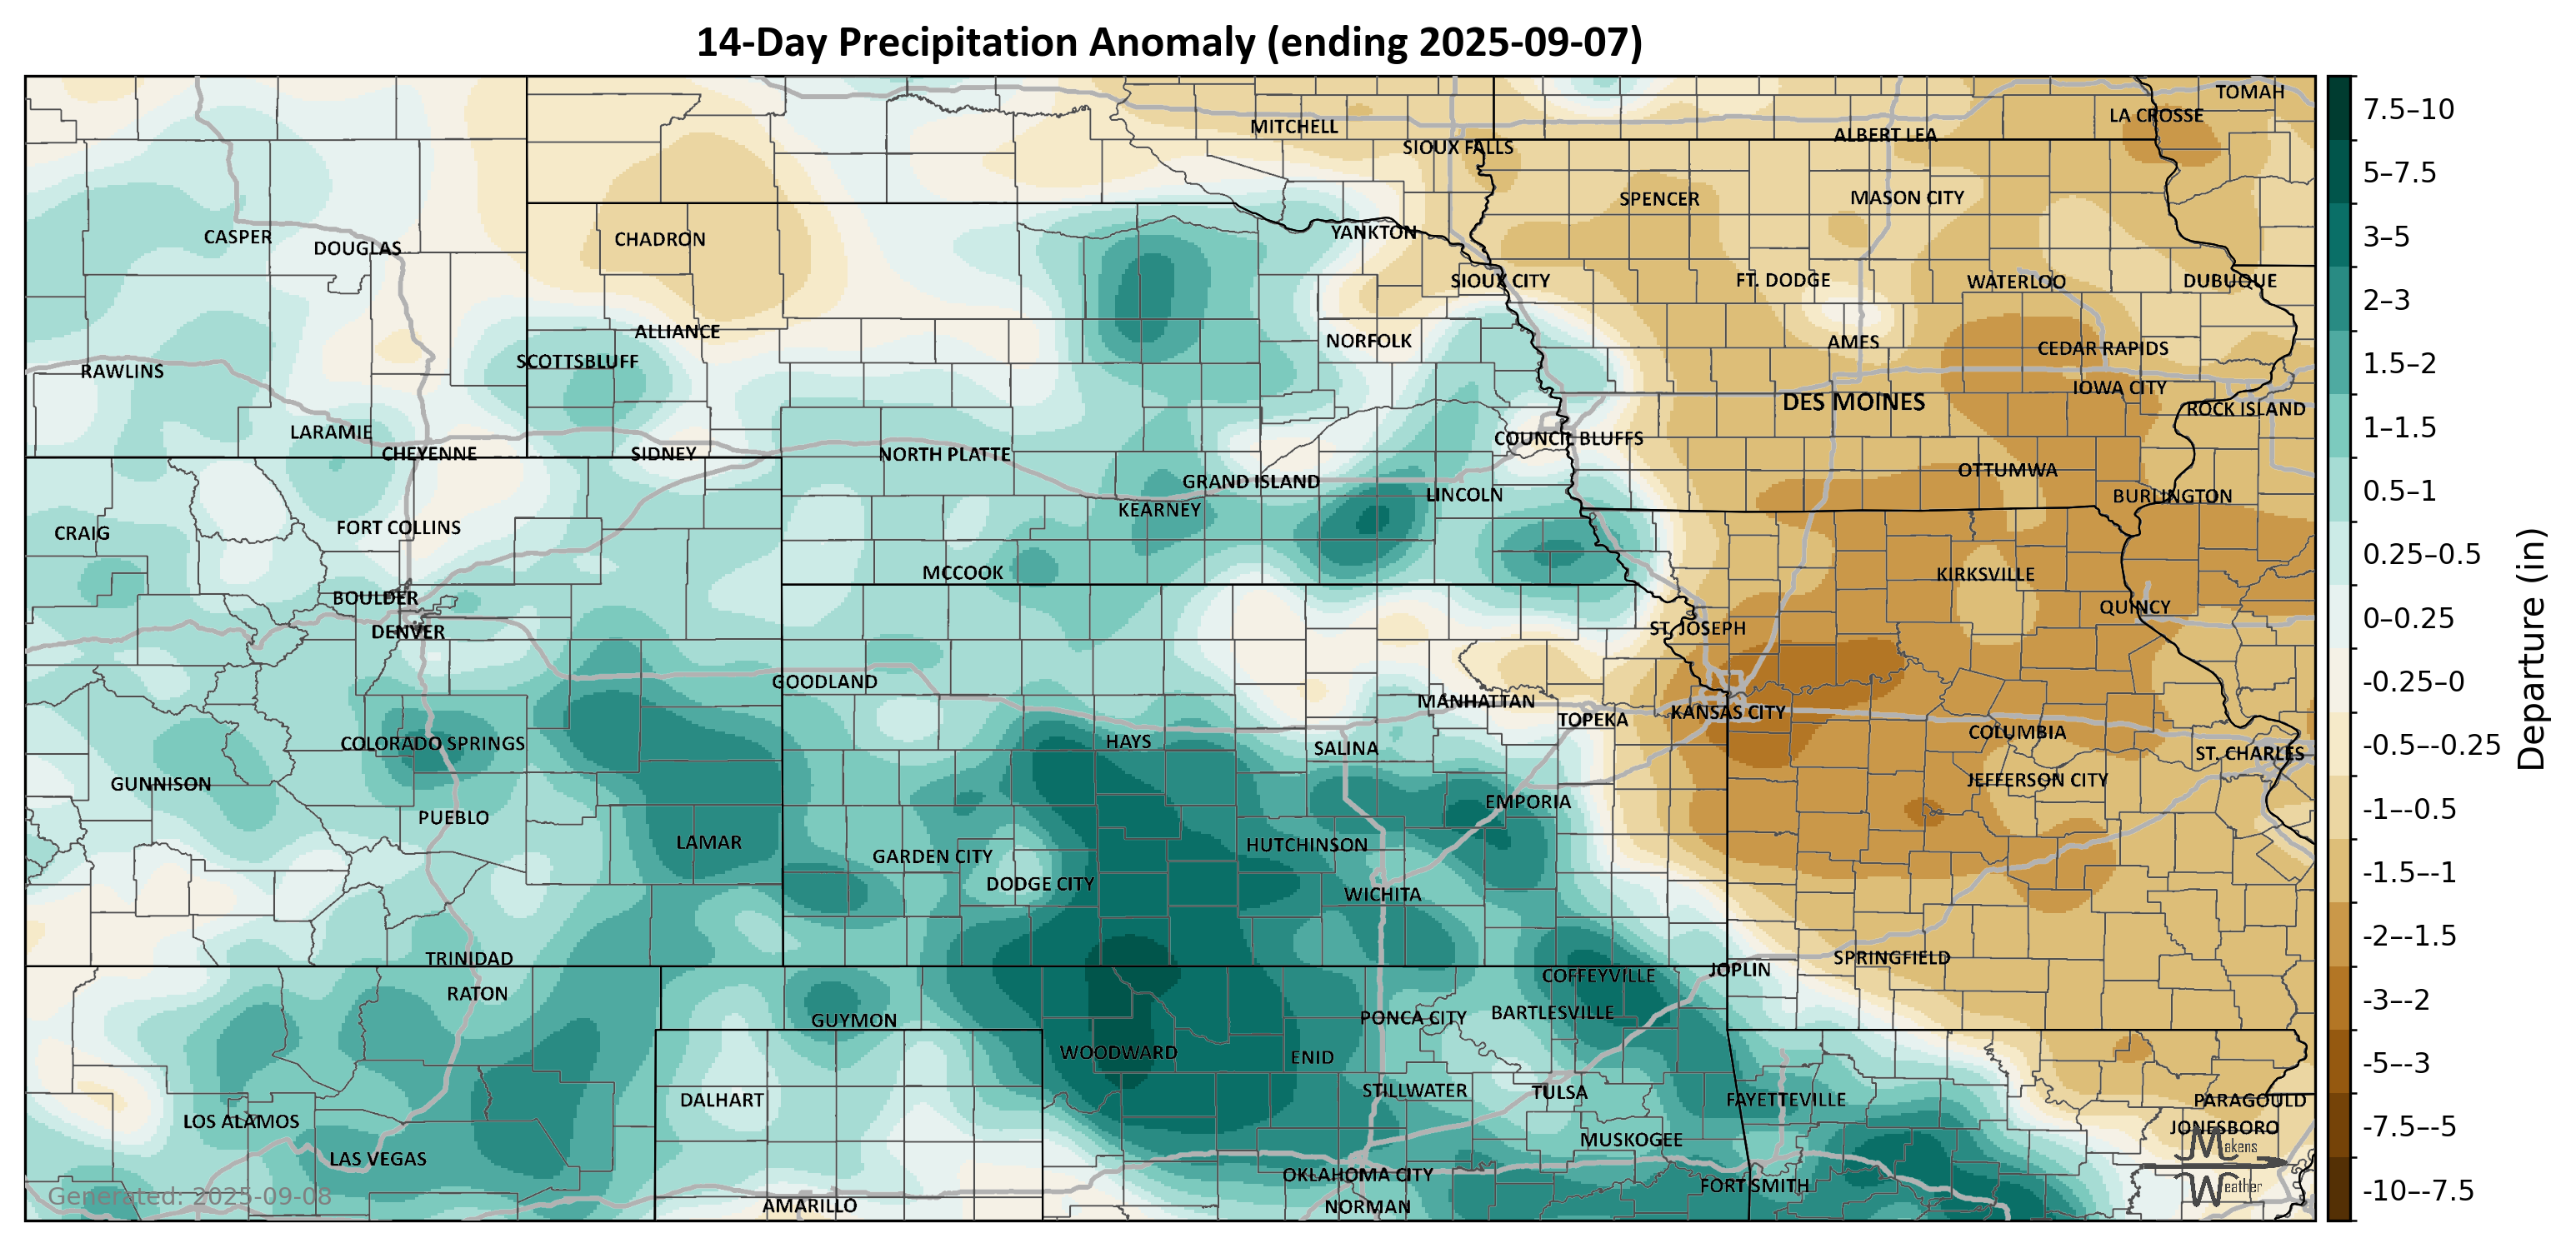 14-Day Precipitation Anomaly (ending 2025-09-07)
TOMAH
LA CROSSE
MITCHELL
ALBERT LEA
SIOUX FALLS
SPENCER
MASON CITY
CASPER
DOUGLAS
CHADRON
YANKTON
SIOUX CITY
FT. DODGE
WATERLOO
DUBUQUE
ALLIANCE
NORFOLK
AMES
CEDAR RAPIDS
SCOTTSBLUFF
RAWLINS
IOWA CITY
DES MOINES
ROCK ISLAND
LARAMIE
CHEYENNE
SIDNEY
NORTH PLATTE
COUNCIL BLUFFS
OTTUMWA
GRAND ISLAND
LINCOLN
BURLINGTON
KEARNEY
CRAIG
FORT COLLINS
MCCOOK
KIRKSVILLE
BOULDER
QUINCY
DENVER
ST. JOSEPH
GOODLAND
MANHATTAN
TOPEKA
KANSAS CITY
COLUMBIA
COLORADO SPRINGS
HAYS
SALINA
ST. CHARLES
GUNNISON
JEFFERSON CITY
EMPORIA
PUEBLO
LAMAR
HUTCHINSON
GARDEN CITY
DODGE CITY
WICHITA
TRINIDAD
SPRINGFIELD
JOPLIN
COFFEYVILLE
RATON
BARTLESVILLE
PONCA CITY
GUYMON
WOODWARD
ENID
STILLWATER
TULSA
DALHART
FAYETTEVILLE
PARAGOULD
LOS ALAMOS
JONESBORO
MUSKOGEE
LAS VEGAS
OKLAHOMA CITY
FORT SMITH
AMARILLO
NORMAN
Generated: 2025-09-08
Makens
Weather
7.5–10
5–7.5
3–5
2–3
1.5–2
1–1.5
0.5–1
0.25–0.5
0–0.25
-0.25–0
-0.5–-0.25
-1–-0.5
-1.5–-1
-2–-1.5
-3–-2
-5–-3
-7.5–-5
-10–-7.5
Departure (in)